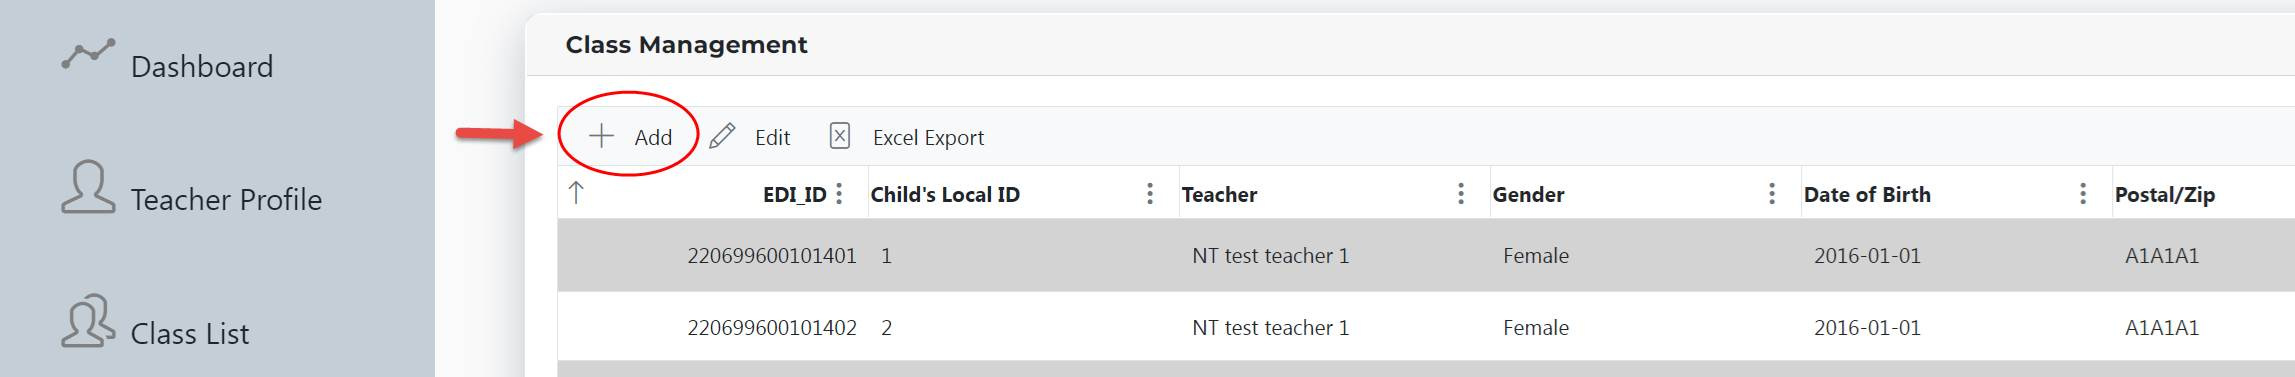 Dashboard
Teacher Profile
Class List
Class Management
Add Edit Excel Export
EDI_ID Child's Local ID Teacher Gender Date of Birth Postal/Zip
220699600101401 1 NT test teacher 1 Female 2016-01-01 A1A1A1
220699600101402 2 NT test teacher 1 Female 2016-01-01 A1A1A1